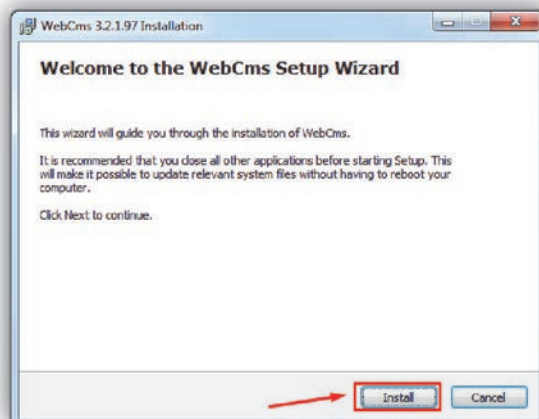 WebCms 3.2.1.97 Installation
Welcome to the WebCms Setup Wizard
This wizard will guide you through the installation of WebCms.
It is recommended that you close all other applications before starting Setup. This
will make it possible to update relevant system files without having to reboot your
computer.
Click Next to continue.
Install
Cancel